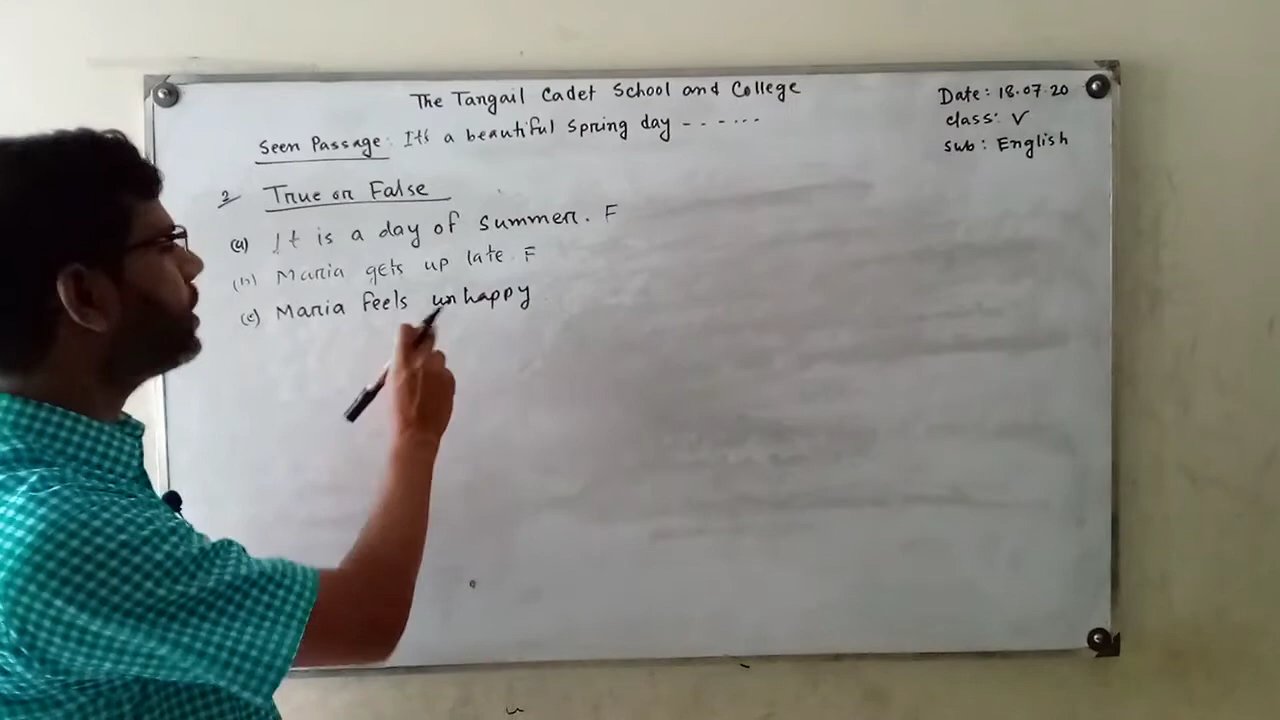 The Tangail Cadet School and College
Date: 18.07.20
Seen Passage: It's a beautiful spring day - - - - - -
class: V
Sub: English
2 True or False
(a) It is a day of summer. F
(b) Maria gets up late. F
(c) Maria feels unhappy